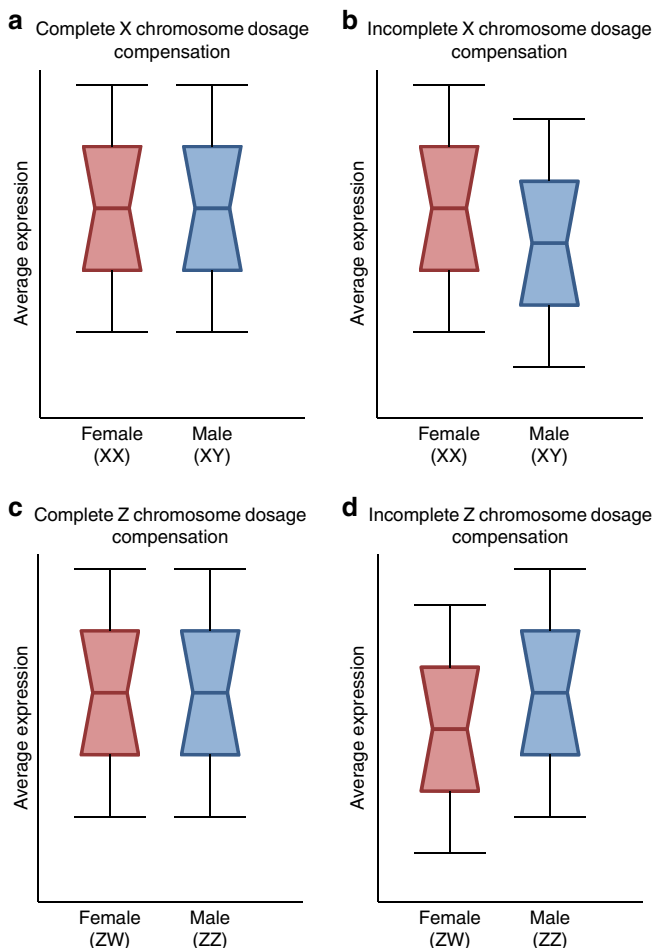 a Complete X chromosome dosage
compensation
Average expression
Female
(XX)
Male
(XY)
b Incomplete X chromosome dosage
compensation
Average expression
Female
(XX)
Male
(XY)
c Complete Z chromosome dosage
compensation
Average expression
Female
(ZW)
Male
(ZZ)
d Incomplete Z chromosome dosage
compensation
Average expression
Female
(ZW)
Male
(ZZ)